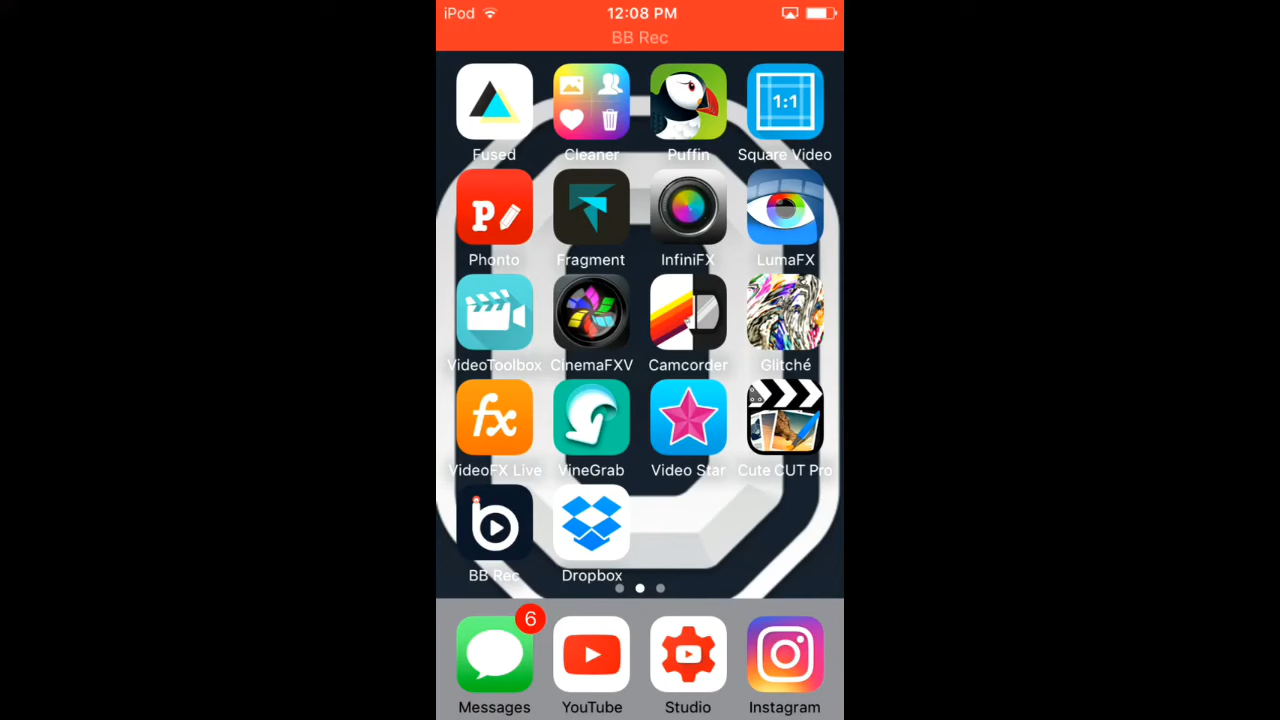 iPod 12:08 PM
BB Rec
1:1
Fused Cleaner Puffin Square Video
p
Phonto Fragment InfiniFX LumaFX
VideoToolbox CinemaFXV Camcorder Glitché
fx
VideoFX Live VineGrab Video Star Cute CUT Pro
b
BB Rec Dropbox
6
Messages YouTube Studio Instagram